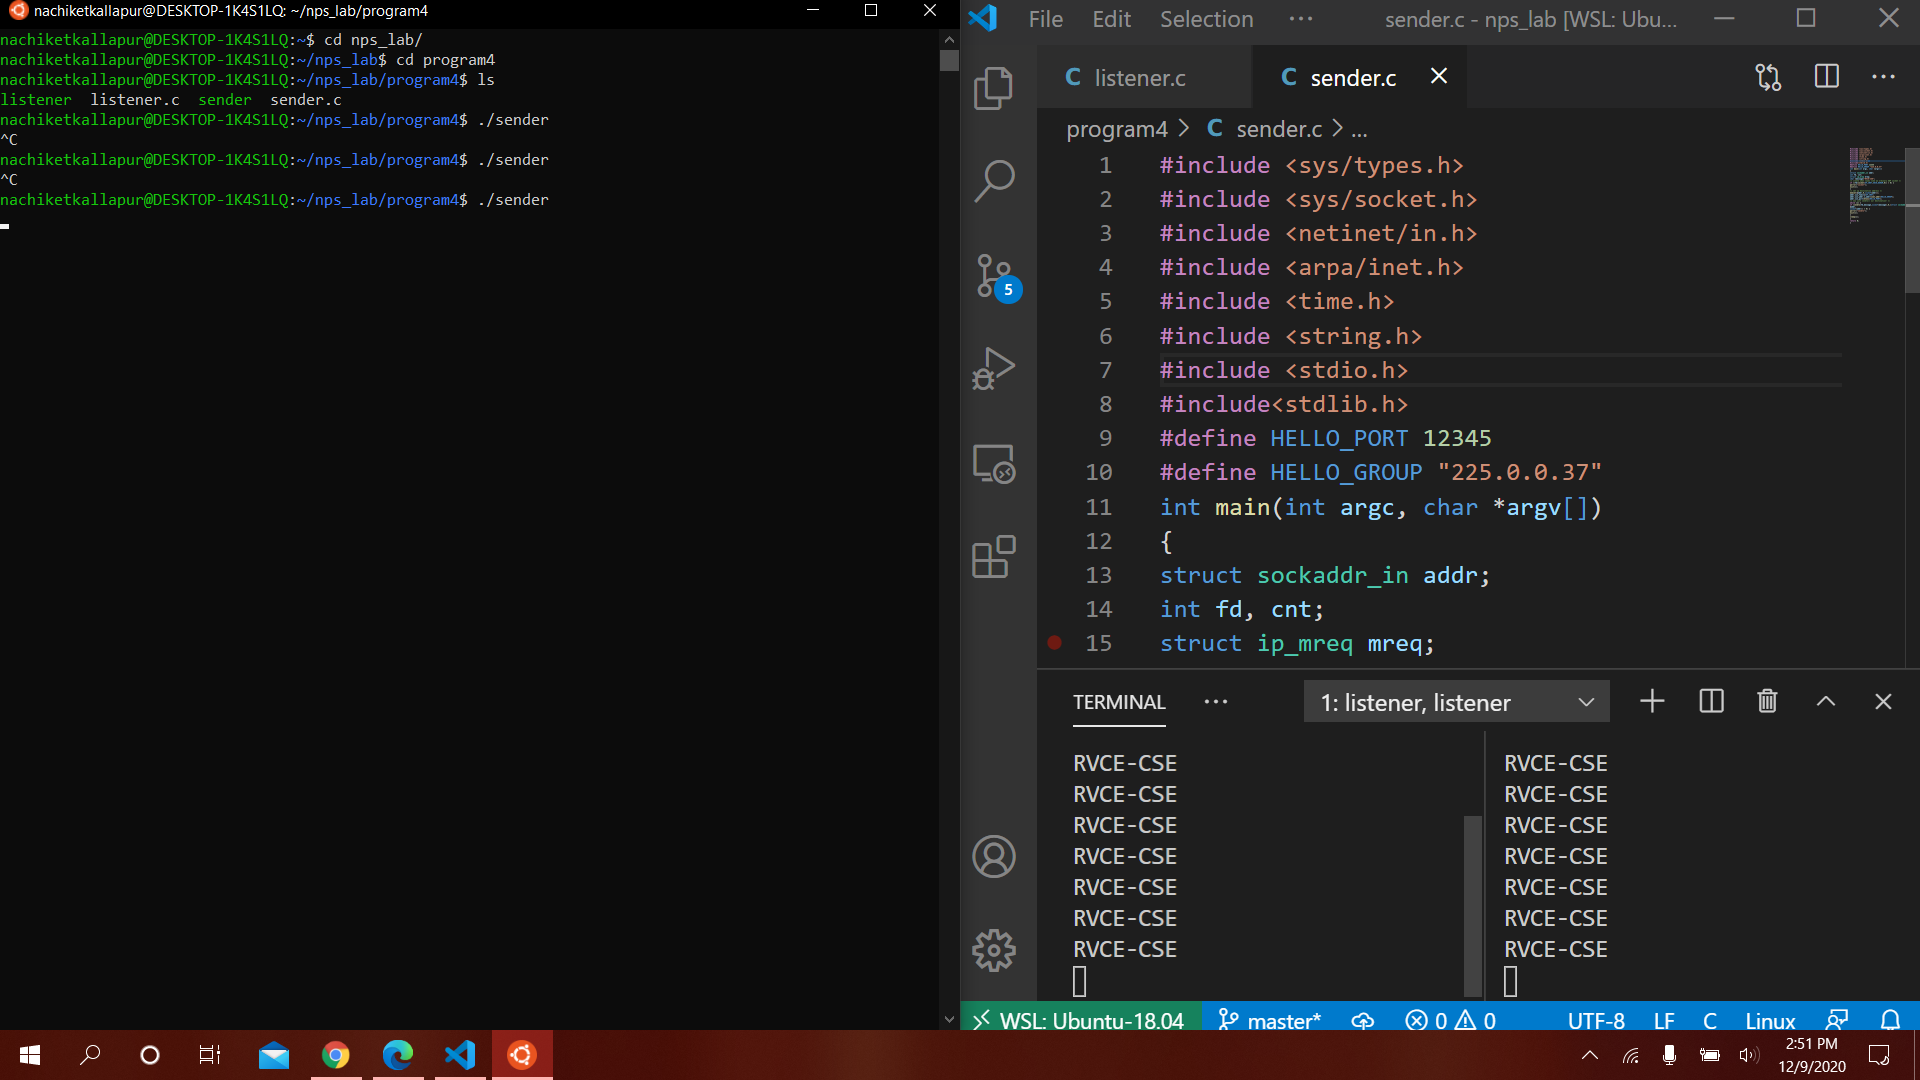 nachiketkallapur@DESKTOP-1K4S1LQ: ~/nps_lab/program4
nachiketkallapur@DESKTOP-1K4S1LQ:~$ cd nps_lab/
nachiketkallapur@DESKTOP-1K4S1LQ:~/nps_lab$ cd program4
nachiketkallapur@DESKTOP-1K4S1LQ:~/nps_lab/program4$ ls
listener  listener.c  sender  sender.c
nachiketkallapur@DESKTOP-1K4S1LQ:~/nps_lab/program4$ ./sender
^C
nachiketkallapur@DESKTOP-1K4S1LQ:~/nps_lab/program4$ ./sender
^C
nachiketkallapur@DESKTOP-1K4S1LQ:~/nps_lab/program4$ ./sender
File Edit Selection ··· sender.c - nps_lab [WSL: Ubu...
C listener.c C sender.c
program4 > C sender.c > ...
5
1 #include <sys/types.h>
2 #include <sys/socket.h>
3 #include <netinet/in.h>
4 #include <arpa/inet.h>
5 #include <time.h>
6 #include <string.h>
7 #include <stdio.h>
8 #include<stdlib.h>
9 #define HELLO_PORT 12345
10 #define HELLO_GROUP "225.0.0.37"
11 int main(int argc, char *argv[])
12 {
13 struct sockaddr_in addr;
14 int fd, cnt;
15 struct ip_mreq mreq;
TERMINAL ··· 1: listener, listener
RVCE-CSE RVCE-CSE
RVCE-CSE RVCE-CSE
RVCE-CSE RVCE-CSE
RVCE-CSE RVCE-CSE
RVCE-CSE RVCE-CSE
RVCE-CSE RVCE-CSE
RVCE-CSE RVCE-CSE
WSL: Ubuntu-18.04 master* 0 0 UTF-8 LF C Linux
2:51 PM
12/9/2020